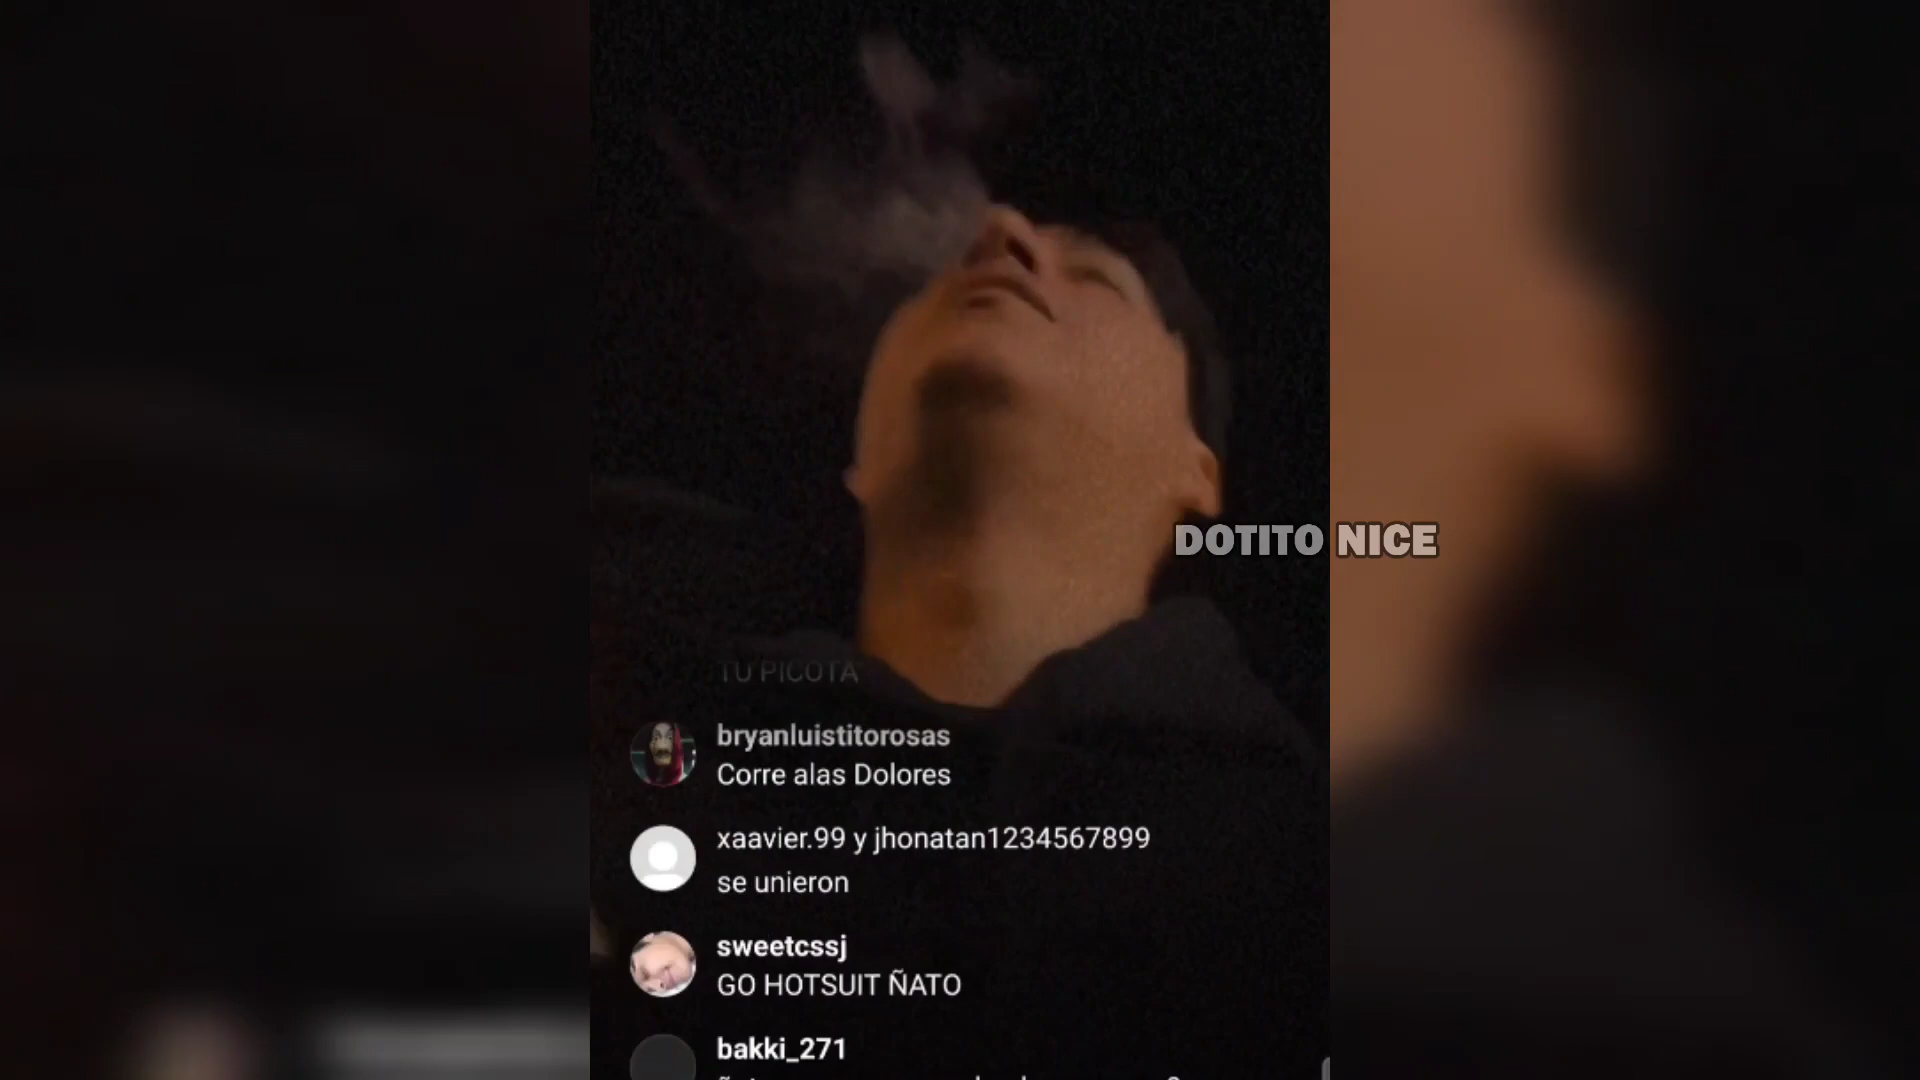 DOTITO NICE
TU PICOTA
bryanluistitorosas
Corre alas Dolores
xaavier.99 y jhonatan1234567899
se unieron
sweetcssj
GO HOTSUIT ÑATO
bakki_271